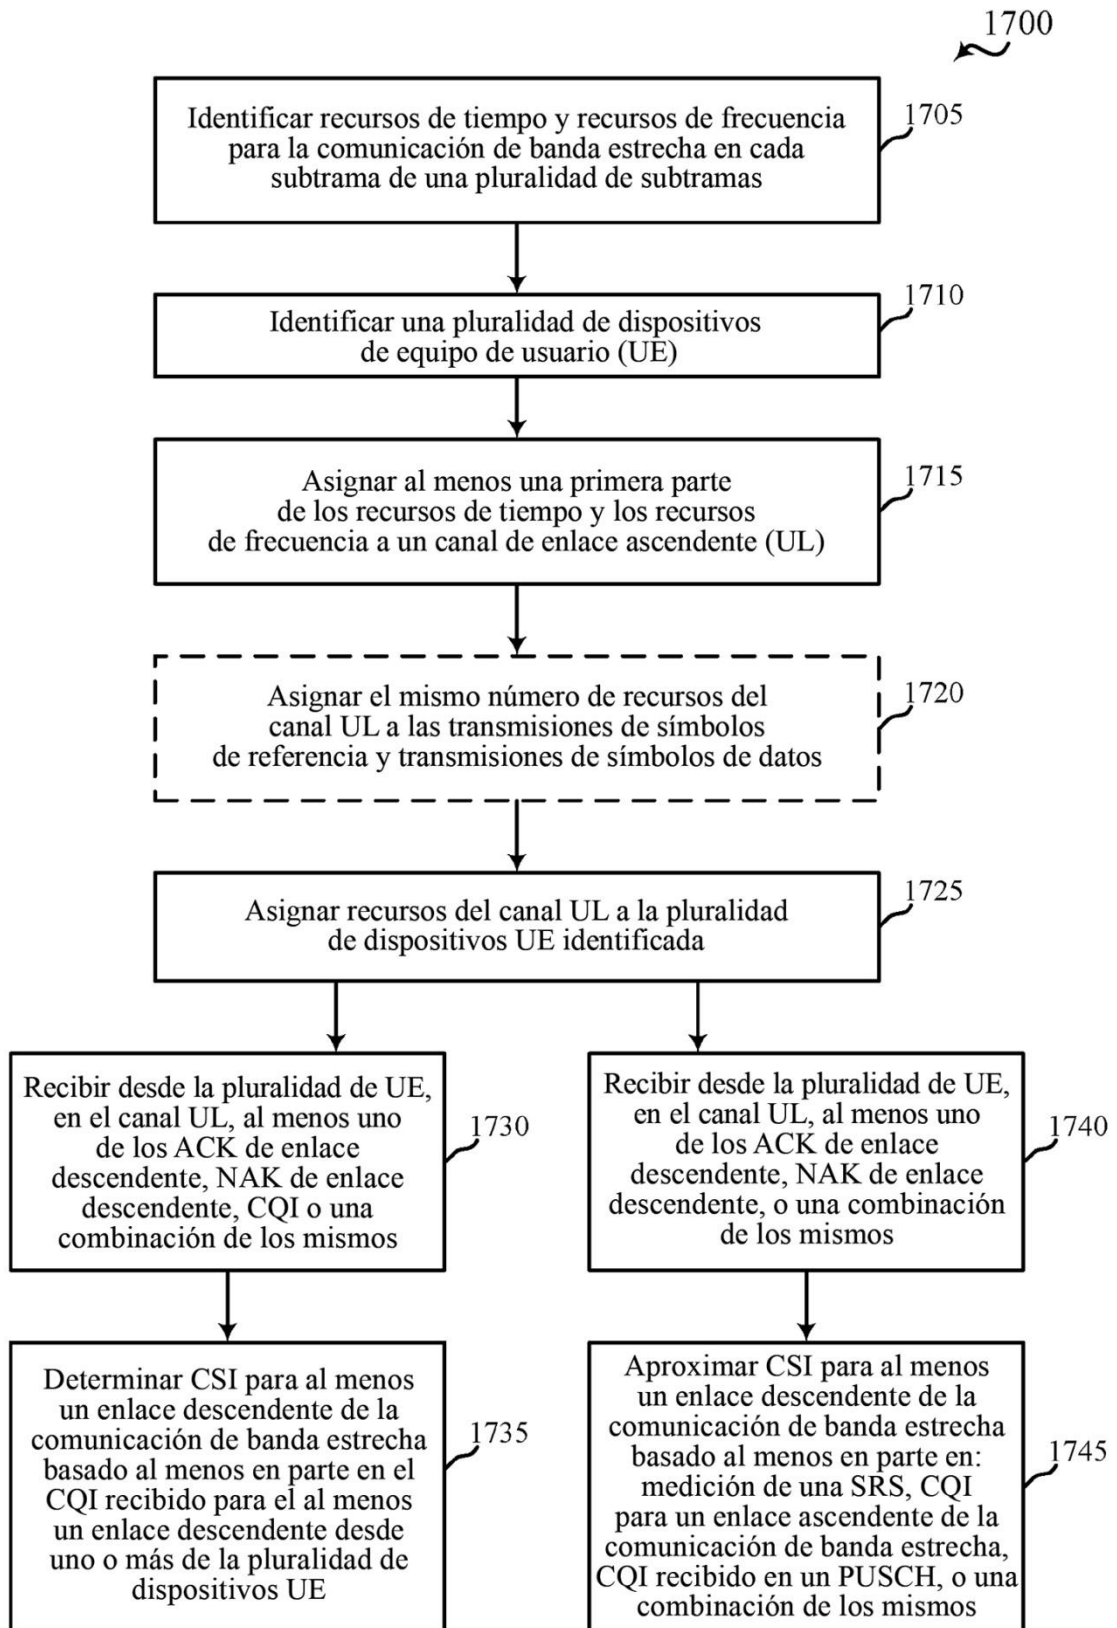 1700
Identificar recursos de tiempo y recursos de frecuencia
para la comunicación de banda estrecha en cada
subtrama de una pluralidad de subtramas
1705
Identificar una pluralidad de dispositivos
de equipo de usuario (UE)
1710
Asignar al menos una primera parte
de los recursos de tiempo y los recursos
de frecuencia a un canal de enlace ascendente (UL)
1715
Asignar el mismo número de recursos del
canal UL a las transmisiones de símbolos
de referencia y transmisiones de símbolos de datos
1720
Asignar recursos del canal UL a la pluralidad
de dispositivos UE identificada
1725
Recibir desde la pluralidad de UE,
en el canal UL, al menos uno
de los ACK de enlace
descendente, NAK de enlace
descendente, CQI o una
combinación de los mismos
1730
Recibir desde la pluralidad de UE,
en el canal UL, al menos uno
de los ACK de enlace
descendente, NAK de enlace
descendente, o una combinación
de los mismos
1740
Determinar CSI para al menos
un enlace descendente de la
comunicación de banda estrecha
basado al menos en parte en el
CQI recibido para el al menos
un enlace descendente desde
uno o más de la pluralidad de
dispositivos UE
1735
Aproximar CSI para al menos
un enlace descendente de la
comunicación de banda estrecha
basado al menos en parte en:
medición de una SRS, CQI
para un enlace ascendente de la
comunicación de banda estrecha,
CQI recibido en un PUSCH, o una
combinación de los mismos
1745